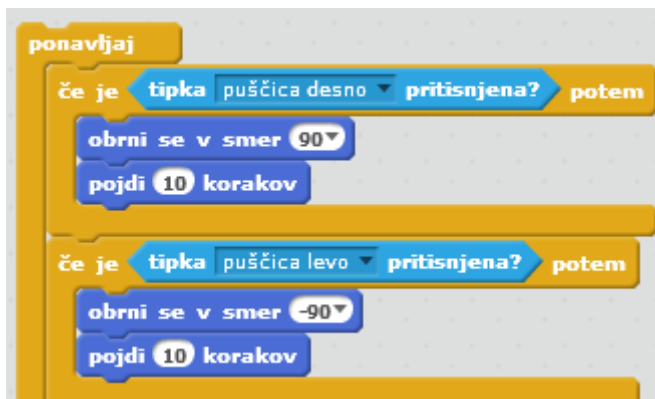 ponavljaj
če je tipka puščica desno pritisnjena? potem
obrni se v smer 90
pojdi 10 korakov
če je tipka puščica levo pritisnjena? potem
obrni se v smer -90
pojdi 10 korakov